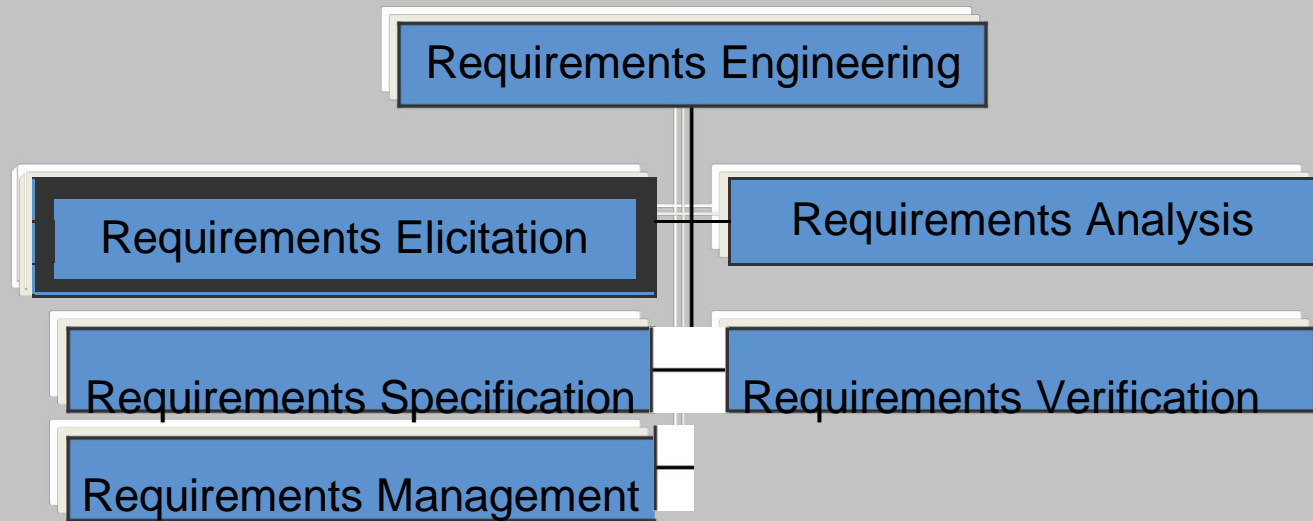 Requirements Engineering
Requirements Elicitation
Requirements Analysis
Requirements Specification
Requirements Verification
Requirements Management